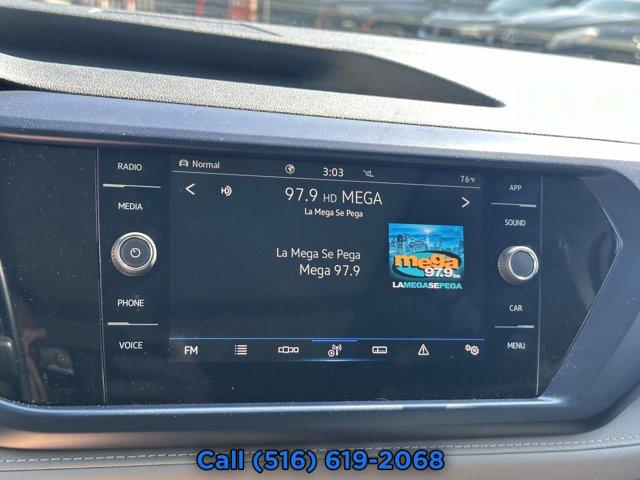 RADIO
MEDIA
PHONE
VOICE
Normal
3:03
76°F
97.9 HD MEGA
La Mega Se Pega
La Mega Se Pega
Mega 97.9
mega
97.9fm
LAMEGASEPEGA
FM
APP
SOUND
CAR
MENU
Call (516) 619-2068